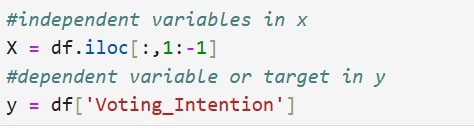 #independent variables in x
X = df.iloc[:,1:-1]
#dependent variable or target in y
y = df['Voting_Intention']